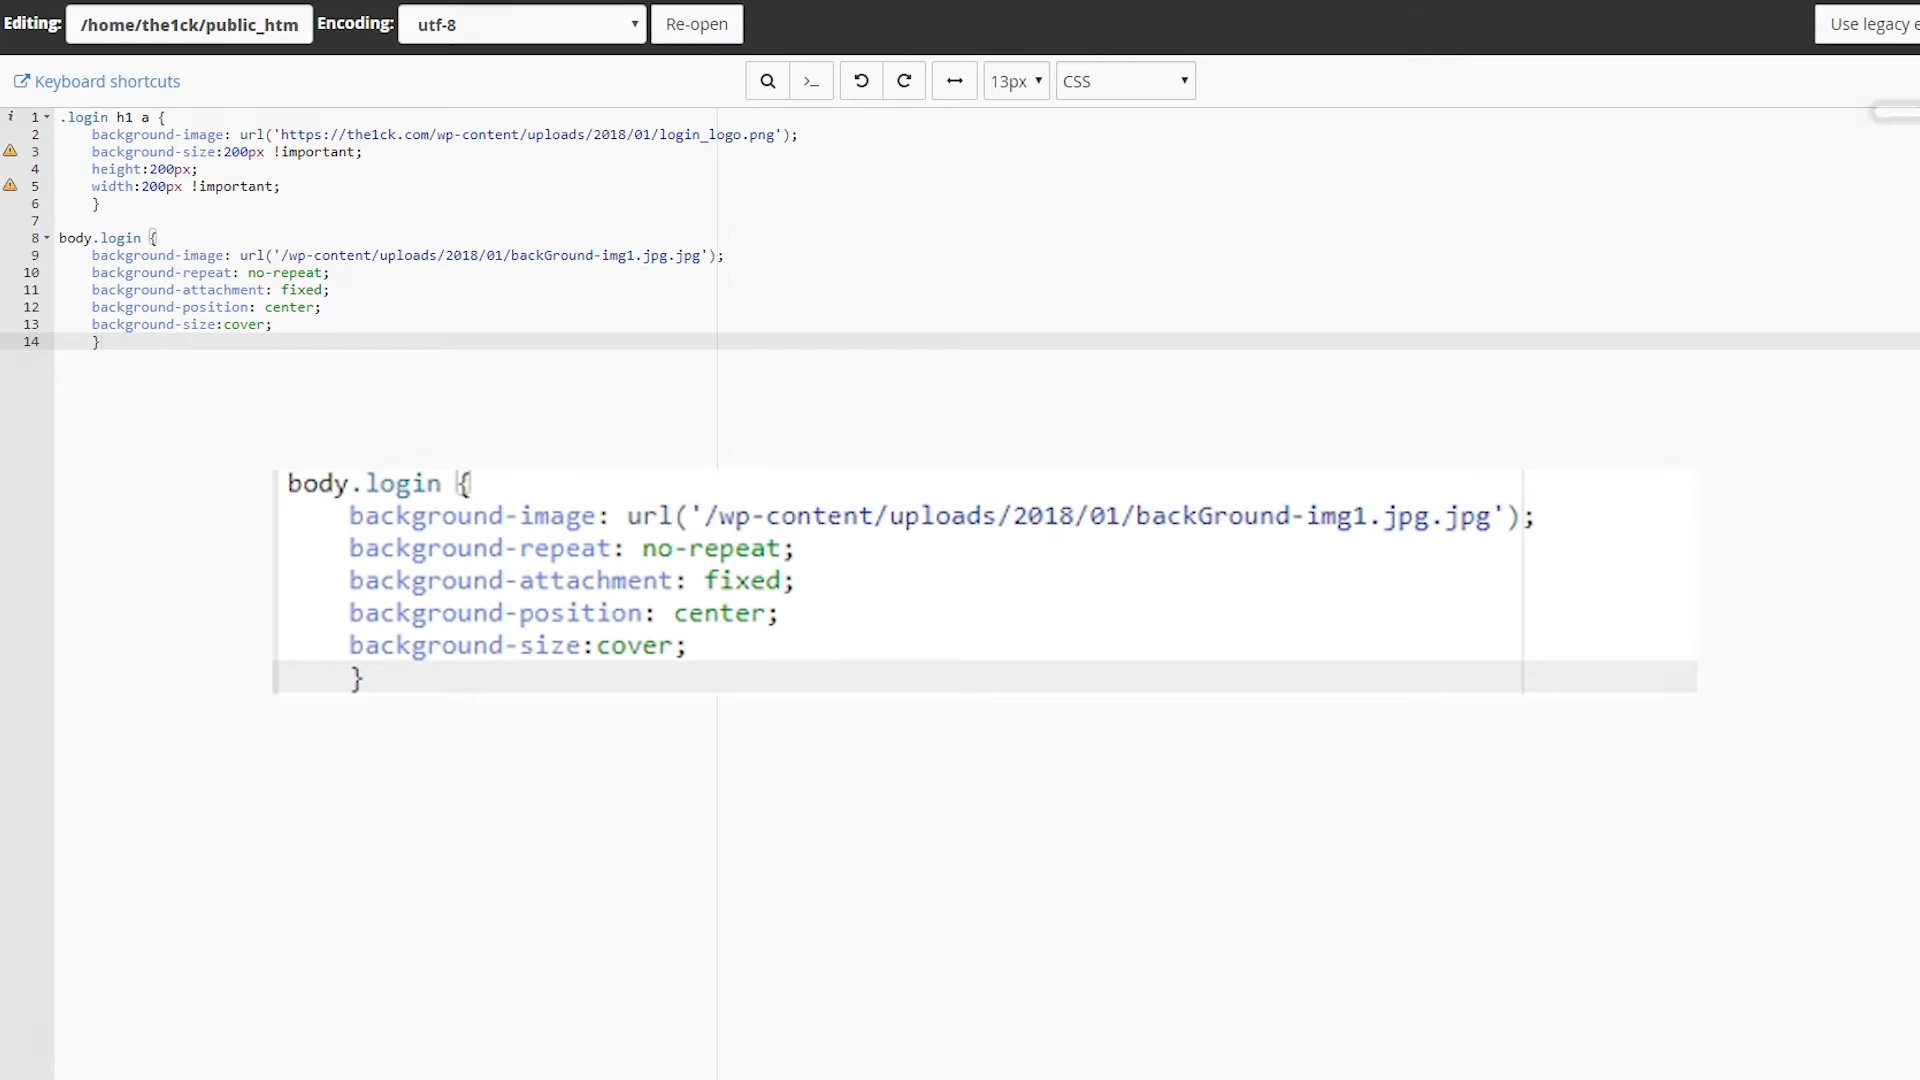 Editing: /home/the1ck/public_htm Encoding: utf-8 Re-open Use legacy e
Keyboard shortcuts >_ 13px CSS
i 1 .login h1 a {
2 background-image: url('https://the1ck.com/wp-content/uploads/2018/01/login_logo.png');
3 background-size:200px !important;
4 height:200px;
5 width:200px !important;
6 }
7
8 body.login {
9 background-image: url('/wp-content/uploads/2018/01/backGround-img1.jpg.jpg');
10 background-repeat: no-repeat;
11 background-attachment: fixed;
12 background-position: center;
13 background-size:cover;
14 }
body.login {
background-image: url('/wp-content/uploads/2018/01/backGround-img1.jpg.jpg');
background-repeat: no-repeat;
background-attachment: fixed;
background-position: center;
background-size:cover;
}